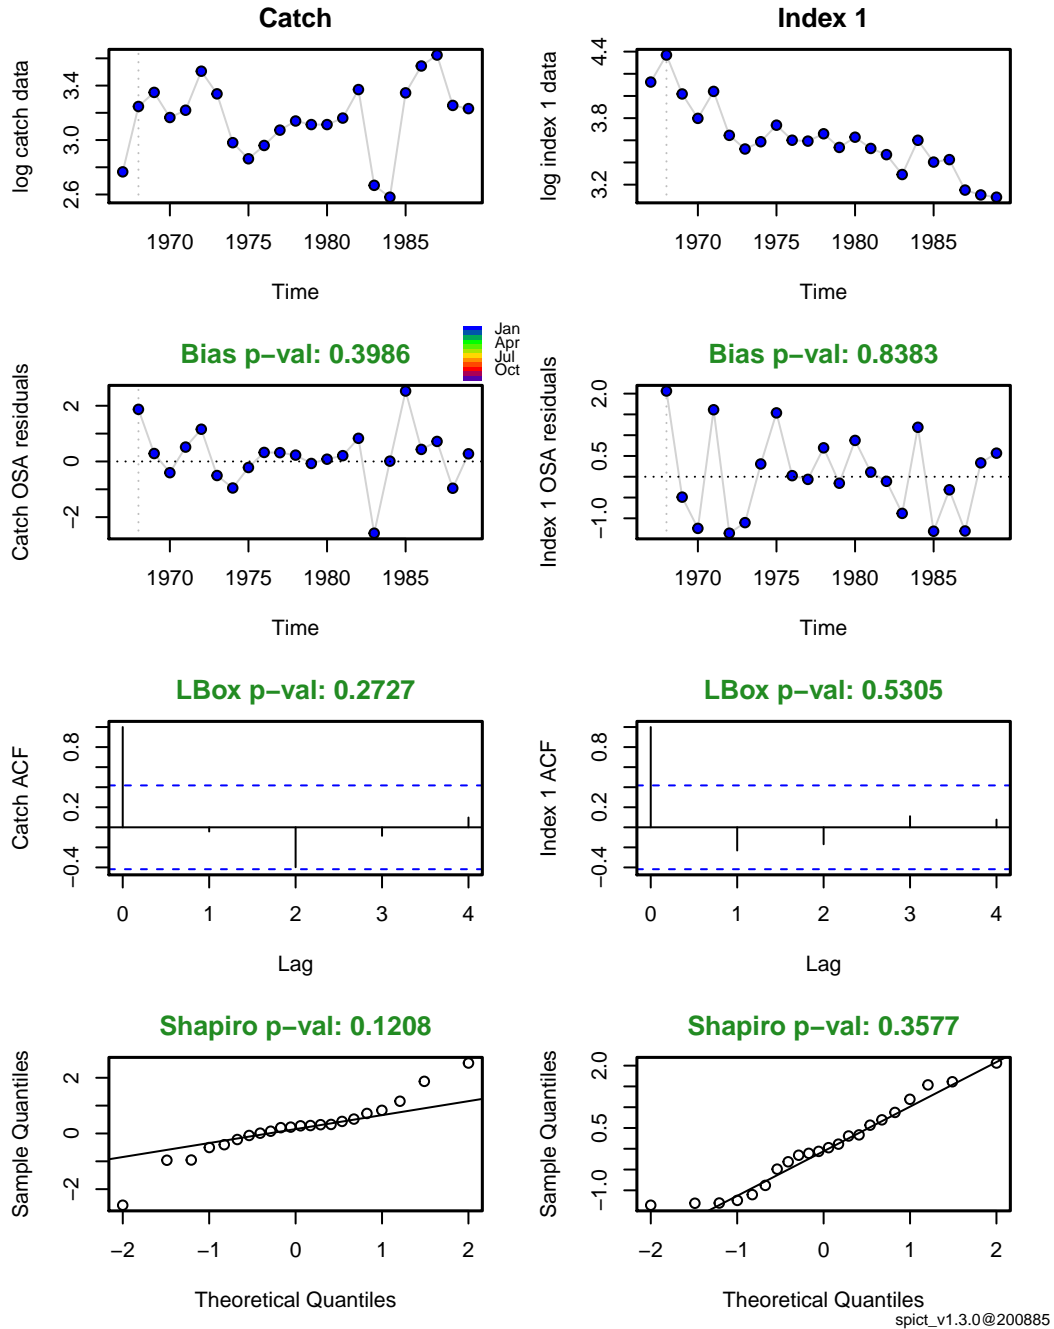 Catch
log catch data
2.6 3.0 3.4
1970 1975 1980 1985
Time
Index 1
log index 1 data
3.2 3.8 4.4
1970 1975 1980 1985
Time
Bias p−val: 0.3986
Jan
Apr
Jul
Oct
Catch OSA residuals
−2 0 2
1970 1975 1980 1985
Time
Bias p−val: 0.8383
Index 1 OSA residuals
−1.0 0.5 2.0
1970 1975 1980 1985
Time
LBox p−val: 0.2727
Catch ACF
−0.4 0.2 0.8
0 1 2 3 4
Lag
LBox p−val: 0.5305
Index 1 ACF
−0.4 0.2 0.8
0 1 2 3 4
Lag
Shapiro p−val: 0.1208
Sample Quantiles
−2 0 2
−2 −1 0 1 2
Theoretical Quantiles
Shapiro p−val: 0.3577
Sample Quantiles
−1.0 0.5 2.0
−2 −1 0 1 2
Theoretical Quantiles
spict_v1.3.0@200885